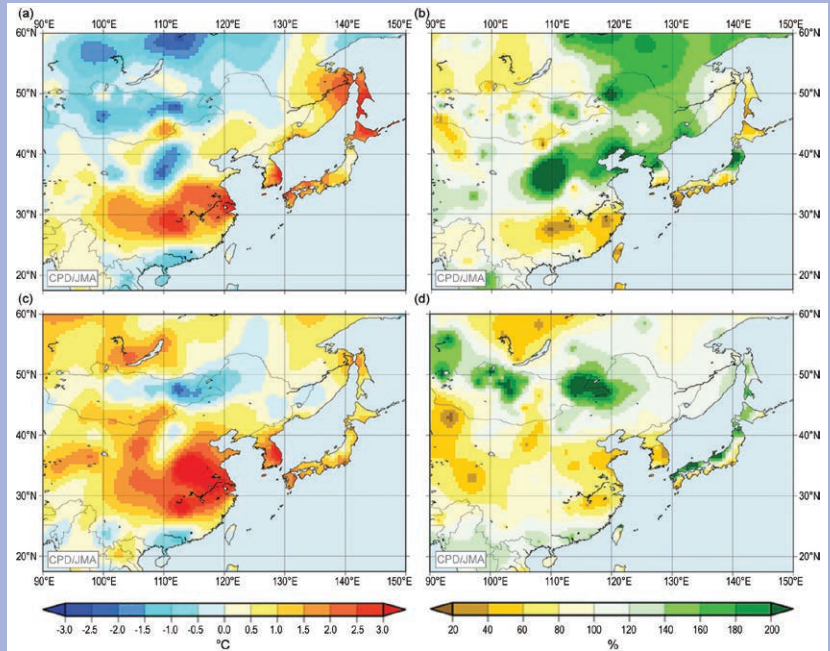 (a)
60°N
50°N
40°N
30°N
20°N
CPD/JMA
90°E 100°E 110°E 120°E 130°E 140°E 150°E
(b)
60°N
50°N
40°N
30°N
20°N
CPD/JMA
90°E 100°E 110°E 120°E 130°E 140°E 150°E
(c)
60°N
50°N
40°N
30°N
20°N
CPD/JMA
90°E 100°E 110°E 120°E 130°E 140°E 150°E
(d)
60°N
50°N
40°N
30°N
20°N
CPD/JMA
90°E 100°E 110°E 120°E 130°E 140°E 150°E
-3.0 -2.5 -2.0 -1.5 -1.0 -0.5 0.0 0.5 1.0 1.5 2.0 2.5 3.0
°C
20 40 60 80 100 120 140 160 180 200
%